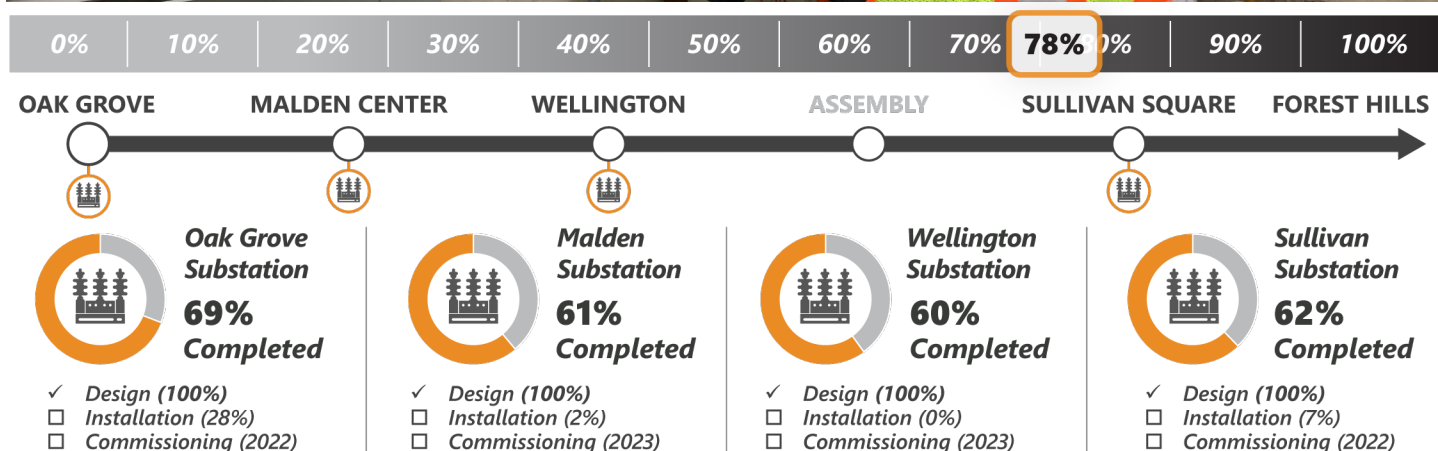 0% 10% 20% 30% 40% 50% 60% 70% 78% 80% 90% 100%
OAK GROVE MALDEN CENTER WELLINGTON ASSEMBLY SULLIVAN SQUARE FOREST HILLS
Oak Grove
Substation
69%
Completed
✓ Design (100%)
☐ Installation (28%)
☐ Commissioning (2022)
Malden
Substation
61%
Completed
✓ Design (100%)
☐ Installation (2%)
☐ Commissioning (2023)
Wellington
Substation
60%
Completed
✓ Design (100%)
☐ Installation (0%)
☐ Commissioning (2023)
Sullivan
Substation
62%
Completed
✓ Design (100%)
☐ Installation (7%)
☐ Commissioning (2022)